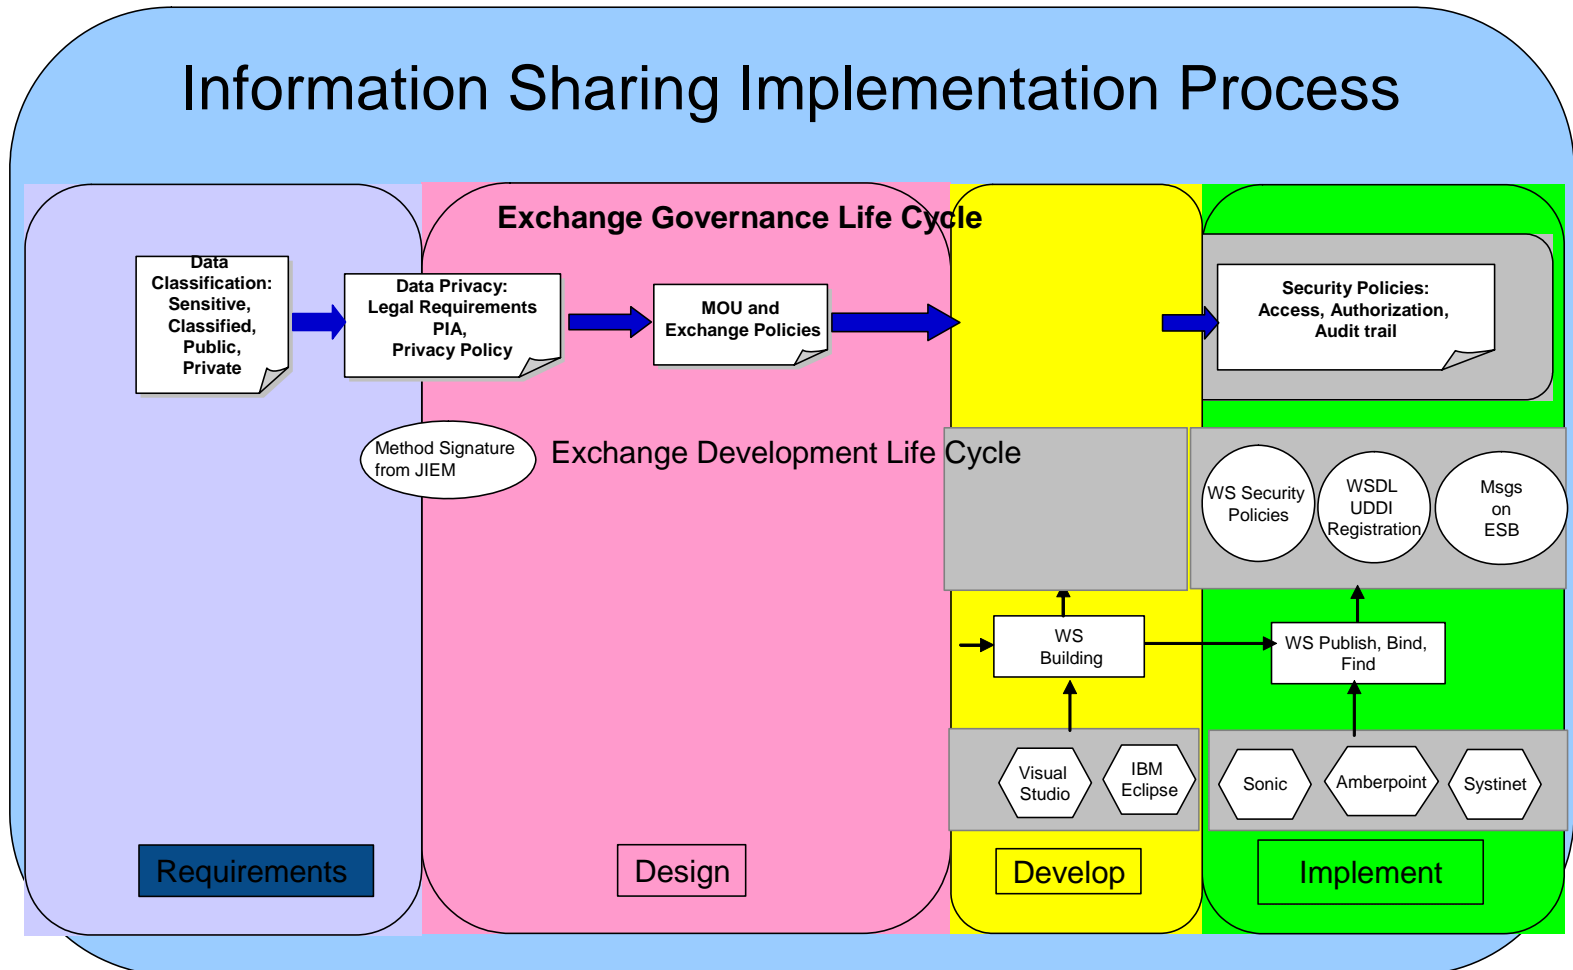 Information Sharing Implementation Process
Exchange Governance Life Cycle
Data
Classification:
Sensitive,
Classified,
Public,
Private
Data Privacy:
Legal Requirements
PIA,
Privacy Policy
MOU and
Exchange Policies
Security Policies:
Access, Authorization,
Audit trail
Method Signature
from JIEM
Exchange Development Life Cycle
WS Security
Policies
WSDL
UDDI
Registration
Msgs
on
ESB
WS
Building
WS Publish, Bind,
Find
Visual
Studio
IBM
Eclipse
Sonic
Amberpoint
Systinet
Requirements
Design
Develop
Implement